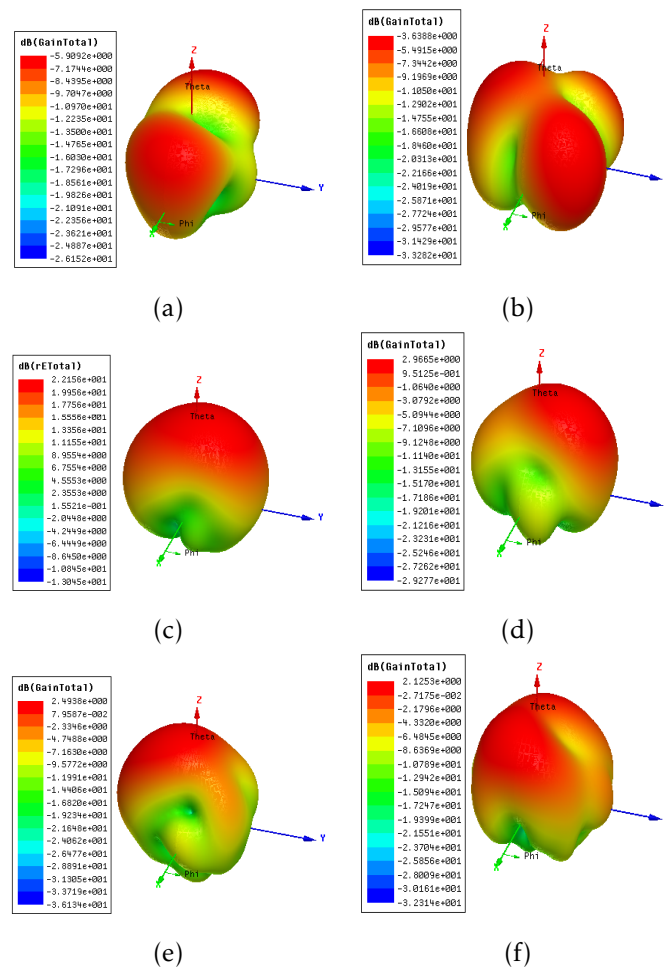 dB(GainTotal)
-5.9092e+000
-7.1744e+000
-8.4395e+000
-9.7047e+000
-1.0970e+001
-1.2235e+001
-1.3500e+001
-1.4765e+001
-1.6030e+001
-1.7296e+001
-1.8561e+001
-1.9826e+001
-2.1091e+001
-2.2356e+001
-2.3621e+001
-2.4887e+001
-2.6152e+001
Z
Theta
Y
Phi
X
(a)
dB(GainTotal)
-3.6388e+000
-5.4915e+000
-7.3442e+000
-9.1969e+000
-1.1050e+001
-1.2902e+001
-1.4755e+001
-1.6608e+001
-1.8460e+001
-2.0313e+001
-2.2166e+001
-2.4019e+001
-2.5871e+001
-2.7724e+001
-2.9577e+001
-3.1429e+001
-3.3282e+001
Z
Theta
Phi
X
(b)
dB(rETotal)
2.2156e+001
1.9956e+001
1.7756e+001
1.5556e+001
1.3356e+001
1.1155e+001
8.9554e+000
6.7554e+000
4.5553e+000
2.3553e+000
1.5521e-001
-2.0448e+000
-4.2449e+000
-6.4449e+000
-8.6450e+000
-1.0845e+001
-1.3045e+001
Z
Theta
Y
Phi
X
(c)
dB(GainTotal)
2.9665e+000
9.5125e-001
-1.0640e+000
-3.0792e+000
-5.0944e+000
-7.1096e+000
-9.1248e+000
-1.1140e+001
-1.3155e+001
-1.5170e+001
-1.7186e+001
-1.9201e+001
-2.1216e+001
-2.3231e+001
-2.5246e+001
-2.7262e+001
-2.9277e+001
Z
Theta
Phi
X
(d)
dB(GainTotal)
2.4938e+000
7.9587e-002
-2.3346e+000
-4.7488e+000
-7.1630e+000
-9.5772e+000
-1.1991e+001
-1.4406e+001
-1.6820e+001
-1.9234e+001
-2.1648e+001
-2.4062e+001
-2.6477e+001
-2.8891e+001
-3.1305e+001
-3.3719e+001
-3.6134e+001
Z
Theta
Y
Phi
X
(e)
dB(GainTotal)
2.1253e+000
-2.7175e-002
-2.1796e+000
-4.3320e+000
-6.4845e+000
-8.6369e+000
-1.0789e+001
-1.2942e+001
-1.5094e+001
-1.7247e+001
-1.9399e+001
-2.1551e+001
-2.3704e+001
-2.5856e+001
-2.8009e+001
-3.0161e+001
-3.2314e+001
Z
Theta
Phi
X
(f)